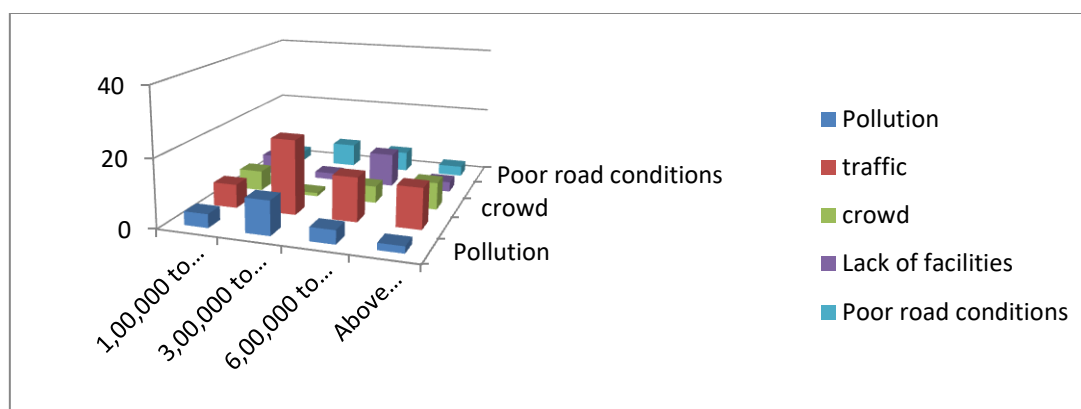 40
20
0
1,00,000 to...
3,00,000 to...
6,00,000 to...
Above...
Pollution
crowd
Poor road conditions
Pollution
traffic
crowd
Lack of facilities
Poor road conditions